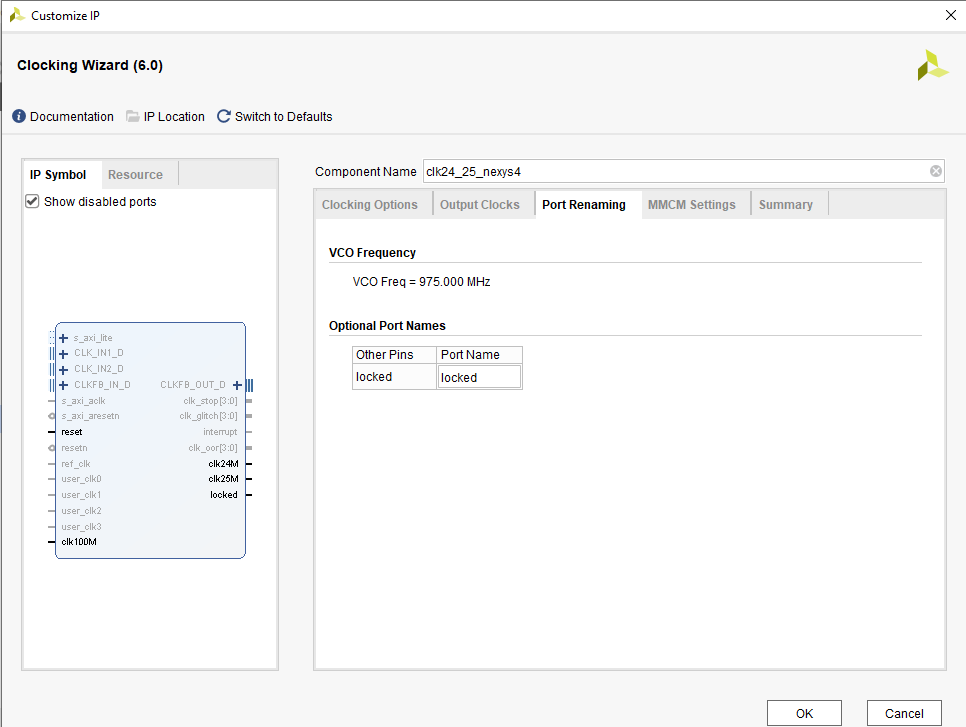 Customize IP
Clocking Wizard (6.0)
Documentation IP Location Switch to Defaults
IP Symbol Resource
Show disabled ports
s_axi_lite
CLK_IN1_D
CLK_IN2_D
CLKFB_IN_D CLKFB_OUT_D
s_axi_aclk clk_stop[3:0]
s_axi_aresetn clk_glitch[3:0]
reset interrupt
resetn clk_oor[3:0]
ref_clk clk24M
user_clk0 clk25M
user_clk1 locked
user_clk2
user_clk3
clk100M
Component Name clk24_25_nexys4
Clocking Options Output Clocks Port Renaming MMCM Settings Summary
VCO Frequency
VCO Freq = 975.000 MHz
Optional Port Names
Other Pins Port Name
locked locked
OK Cancel